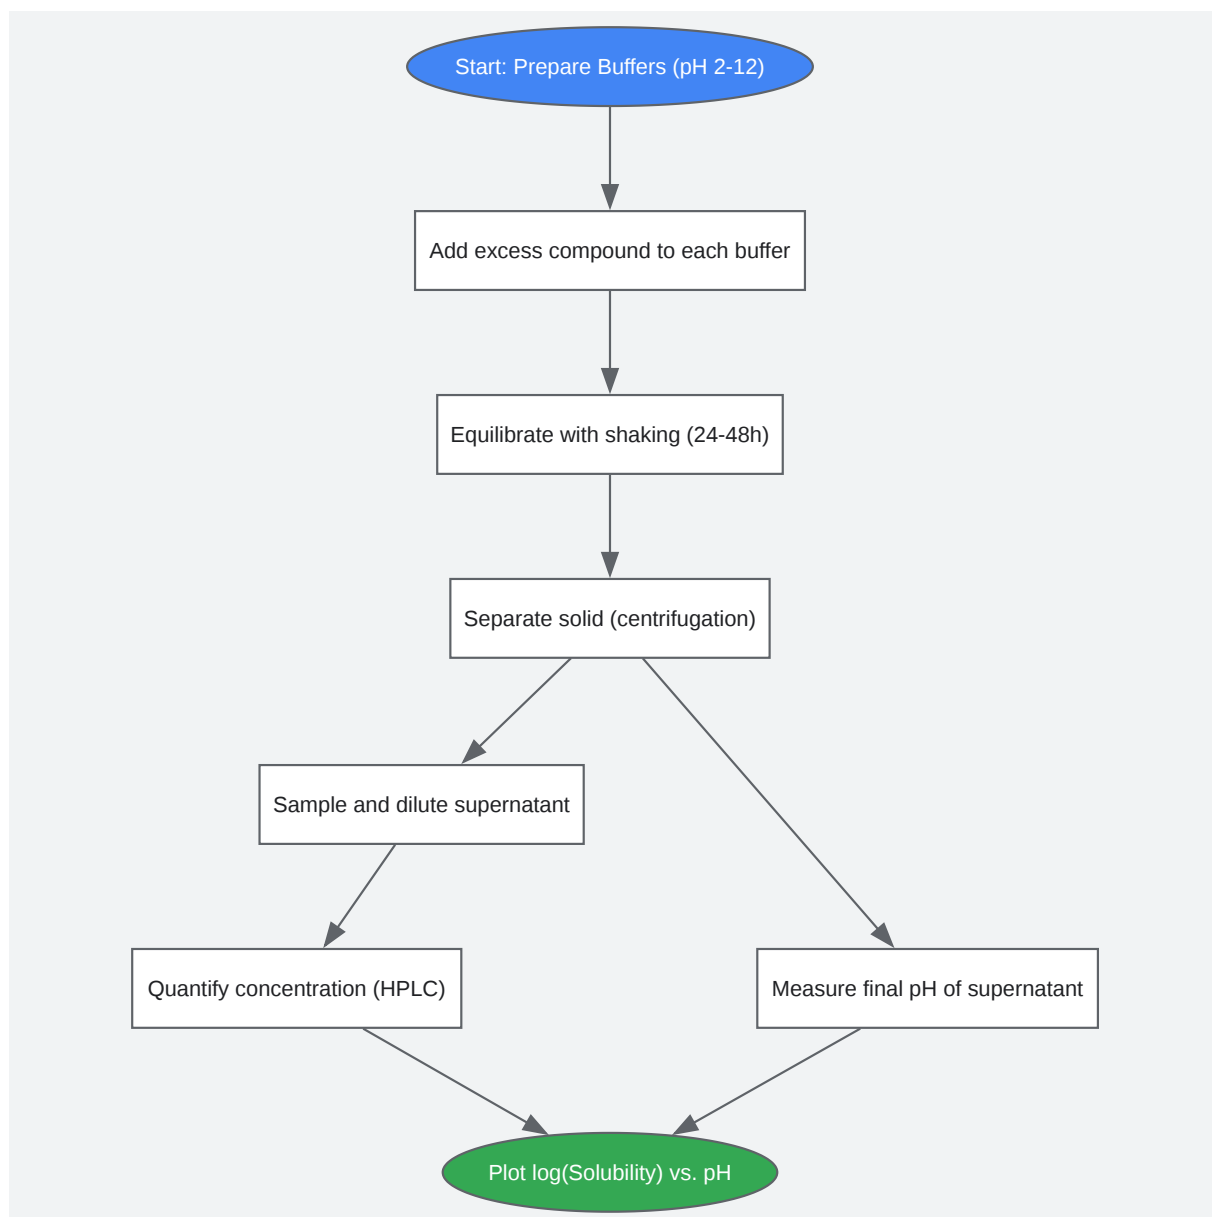 Start: Prepare Buffers (pH 2-12)
Add excess compound to each buffer
Equilibrate with shaking (24-48h)
Separate solid (centrifugation)
Sample and dilute supernatant
Quantify concentration (HPLC)
Measure final pH of supernatant
Plot log(Solubility) vs. pH